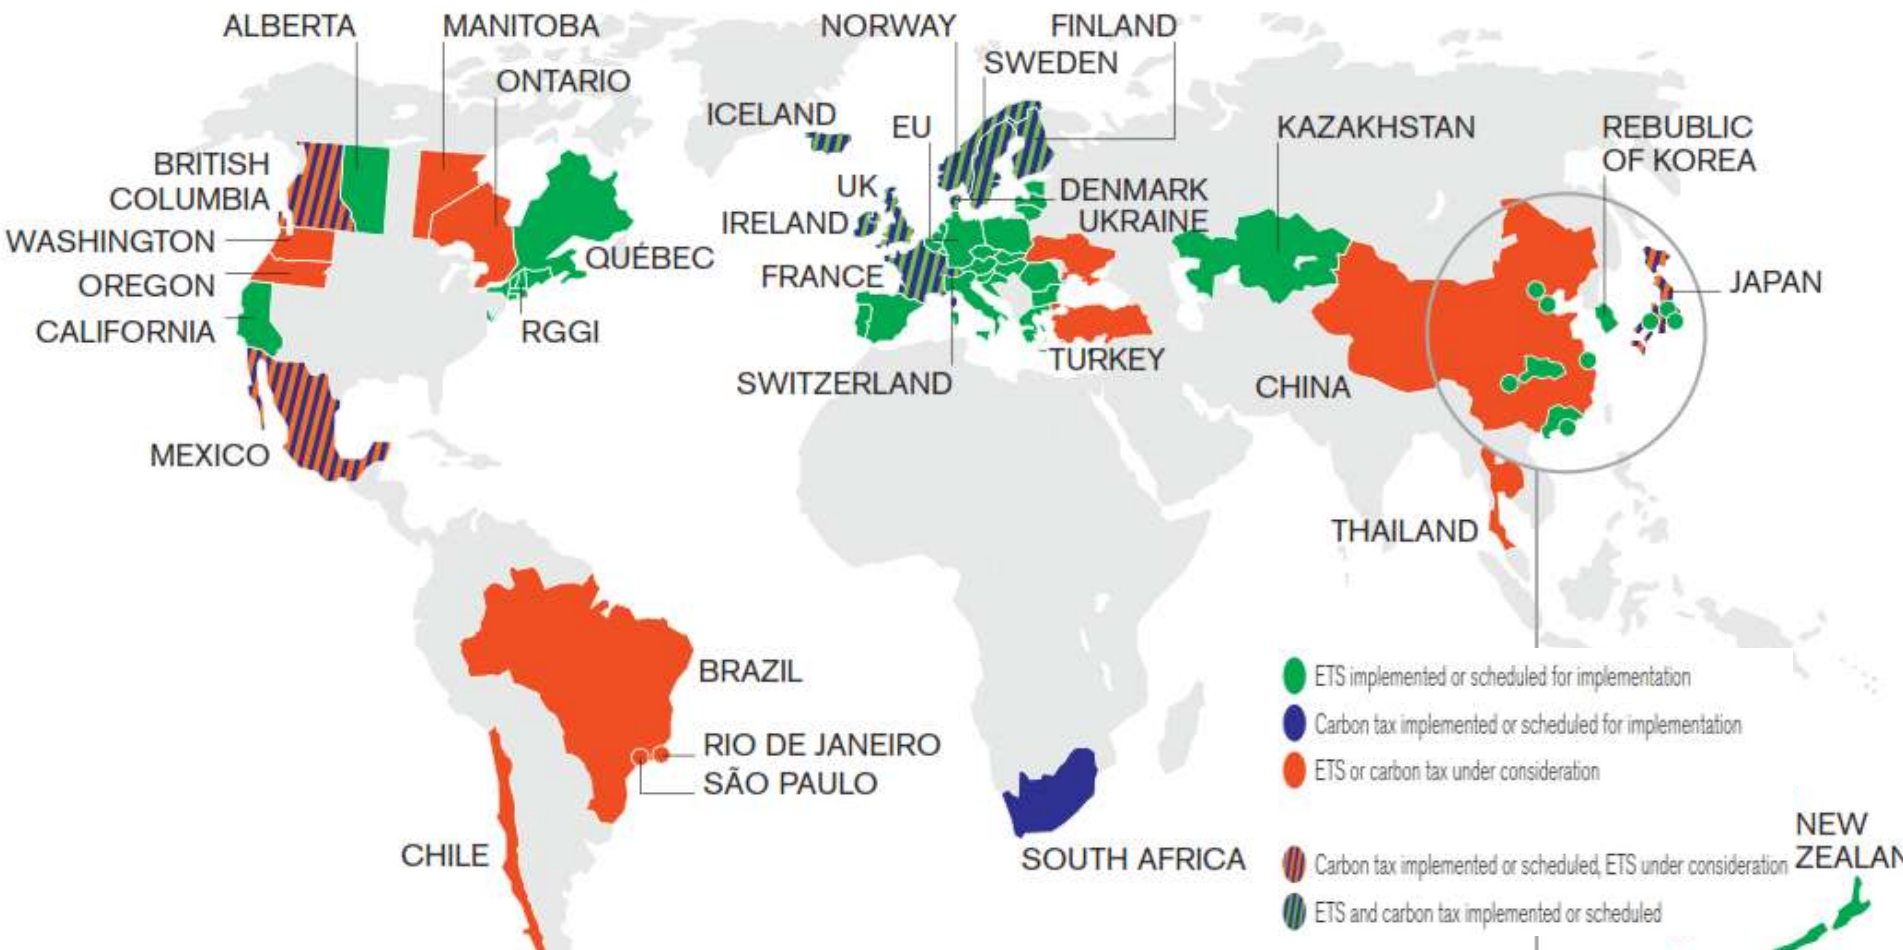 ALBERTA
MANITOBA
ONTARIO
NORWAY
FINLAND
SWEDEN
ICELAND
EU
KAZAKHSTAN
REBUBLIC
OF KOREA
BRITISH
COLUMBIA
UK
DENMARK
IRELAND
UKRAINE
WASHINGTON
QUÉBEC
FRANCE
OREGON
JAPAN
CALIFORNIA
RGGI
TURKEY
SWITZERLAND
CHINA
MEXICO
THAILAND
BRAZIL
RIO DE JANEIRO
SÃO PAULO
CHILE
SOUTH AFRICA
ETS implemented or scheduled for implementation
Carbon tax implemented or scheduled for implementation
ETS or carbon tax under consideration
Carbon tax implemented or scheduled, ETS under consideration
ETS and carbon tax implemented or scheduled
NEW
ZEALAN